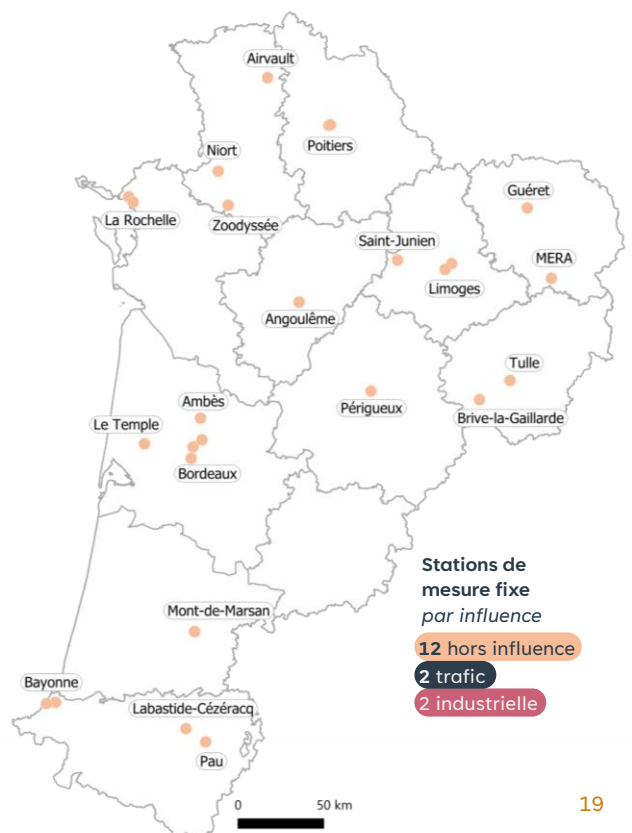 Airvault
Poitiers
Niort
La Rochelle
Zoodyssée
Guéret
Saint-Junien
MERA
Limoges
Angoulême
Tulle
Périgueux
Brive-la-Gaillarde
Ambès
Le Temple
Bordeaux
Stations de
mesure fixe
par influence
12 hors influence
2 trafic
2 industrielle
Mont-de-Marsan
Bayonne
Labastide-Cézéracq
Pau
0 50 km
19